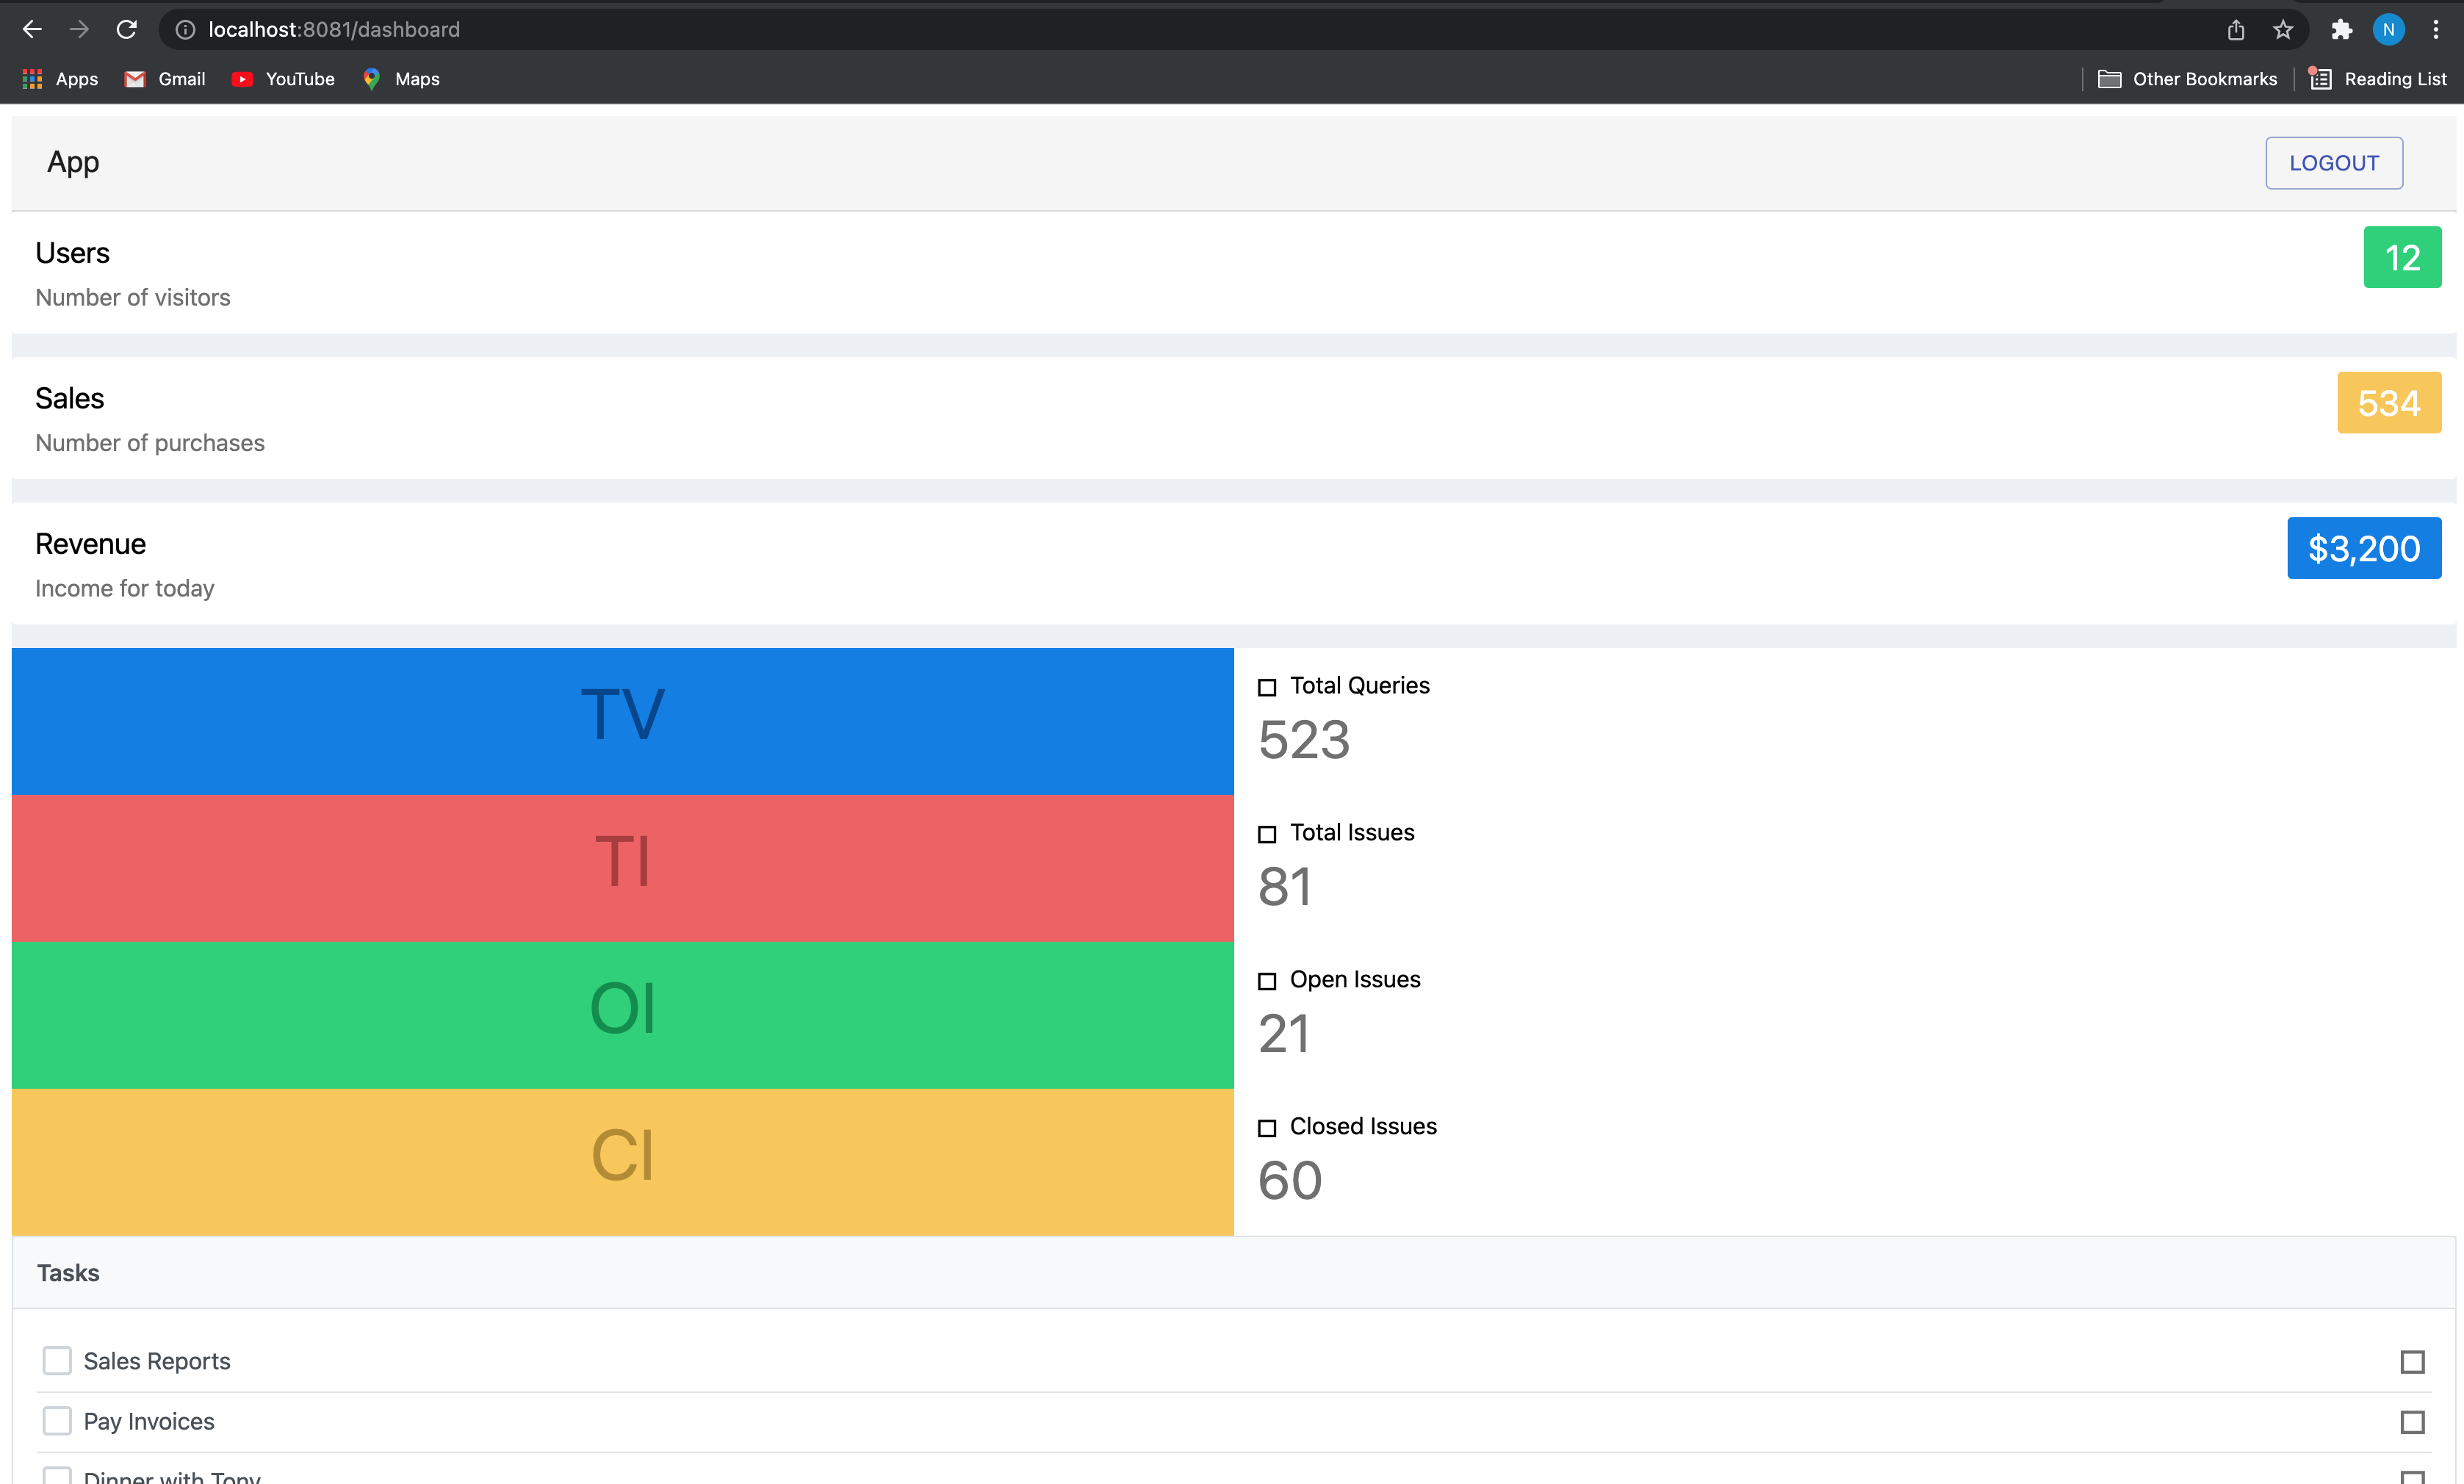 localhost:8081/dashboard
N
Apps Gmail YouTube Maps Other Bookmarks Reading List
App LOGOUT
Users 12
Number of visitors
Sales 534
Number of purchases
Revenue $3,200
Income for today
TV
Total Queries
523
TI
Total Issues
81
OI
Open Issues
21
CI
Closed Issues
60
Tasks
Sales Reports
Pay Invoices
Dinner with Tony